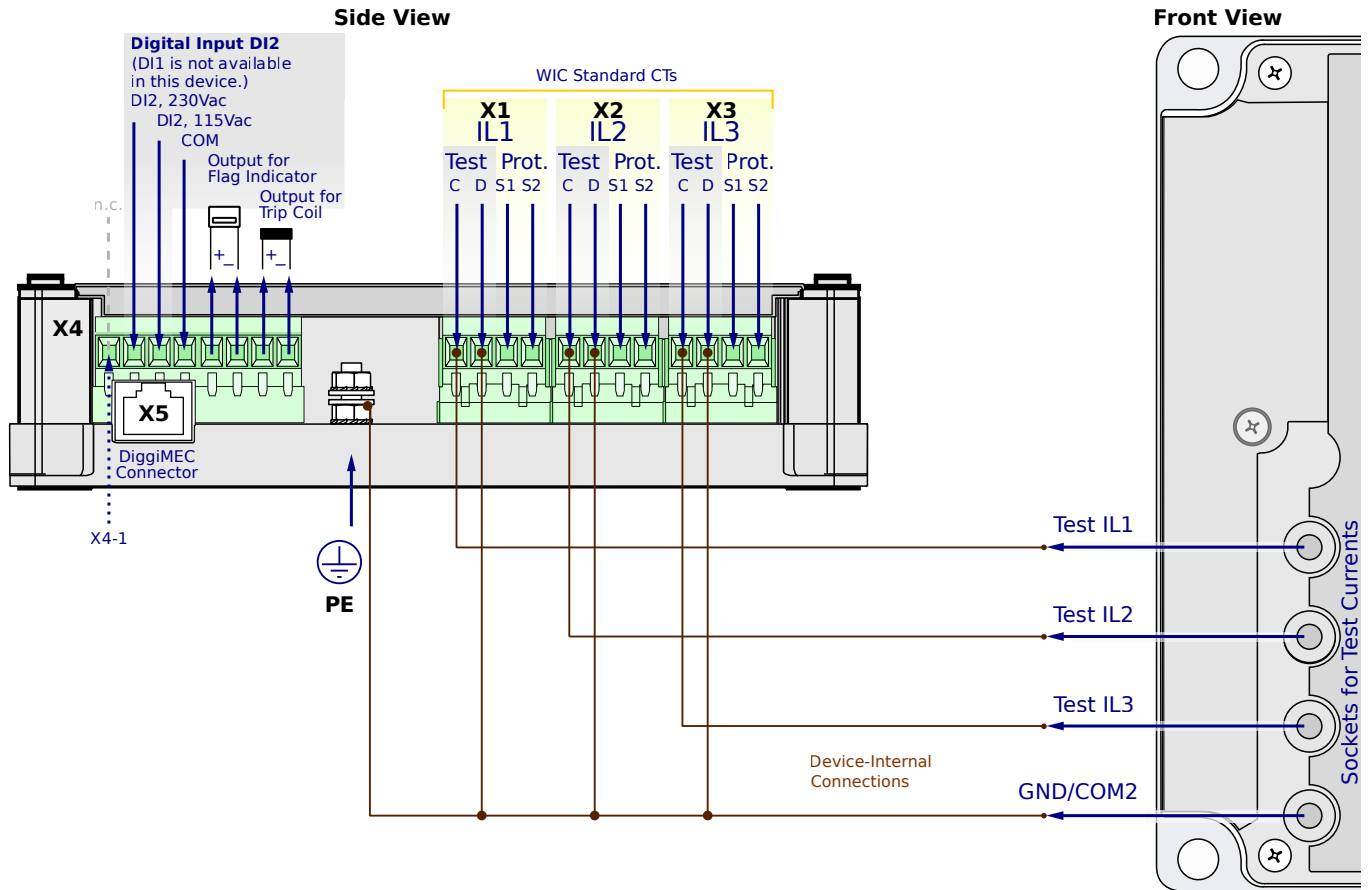 Side View
Front View
Digital Input DI2
(DI1 is not available
in this device.)
DI2, 230Vac
DI2, 115Vac
COM
Output for
Flag Indicator
Output for
Trip Coil
n.c.
+ −
+ −
WIC Standard CTs
X1 X2 X3
IL1 IL2 IL3
Test Prot. Test Prot. Test Prot.
C D S1 S2 C D S1 S2 C D S1 S2
X4
X5
DiggiMEC
Connector
X4-1
PE
Test IL1
Test IL2
Test IL3
GND/COM2
Device-Internal
Connections
Sockets for Test Currents